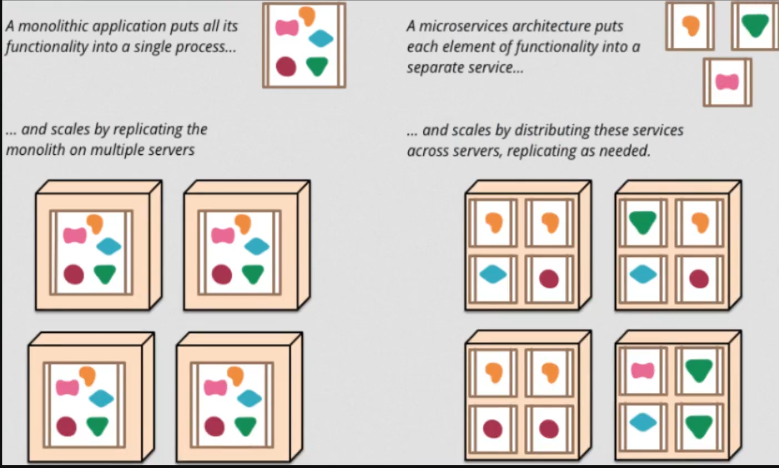 A monolithic application puts all its
functionality into a single process...
... and scales by replicating the
monolith on multiple servers
A microservices architecture puts
each element of functionality into a
separate service...
... and scales by distributing these services
across servers, replicating as needed.